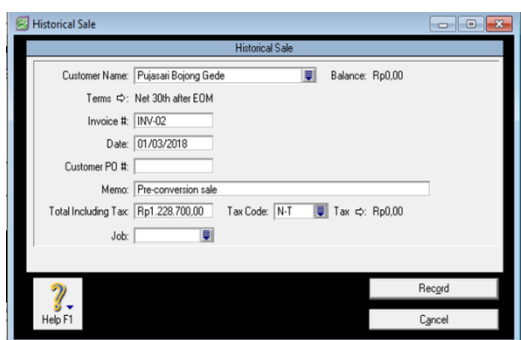 Historical Sale
Historical Sale
Customer Name: Pujasari Bojong Gede Balance: Rp0,00
Terms ⇨: Net 30th after EOM
Invoice #: INV-02
Date: 01/03/2018
Customer PO #:
Memo: Pre-conversion sale
Total Including Tax: Rp1.228.700,00 Tax Code: N-T Tax ⇨: Rp0,00
Job:
Record
Help F1
Cancel